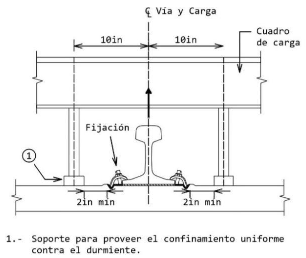 ℄ Vía y Carga
10in
10in
Cuadro
de carga
Fijación
1
2in min
2in min
1.- Soporte para proveer el confinamiento uniforme
contra el durmiente.